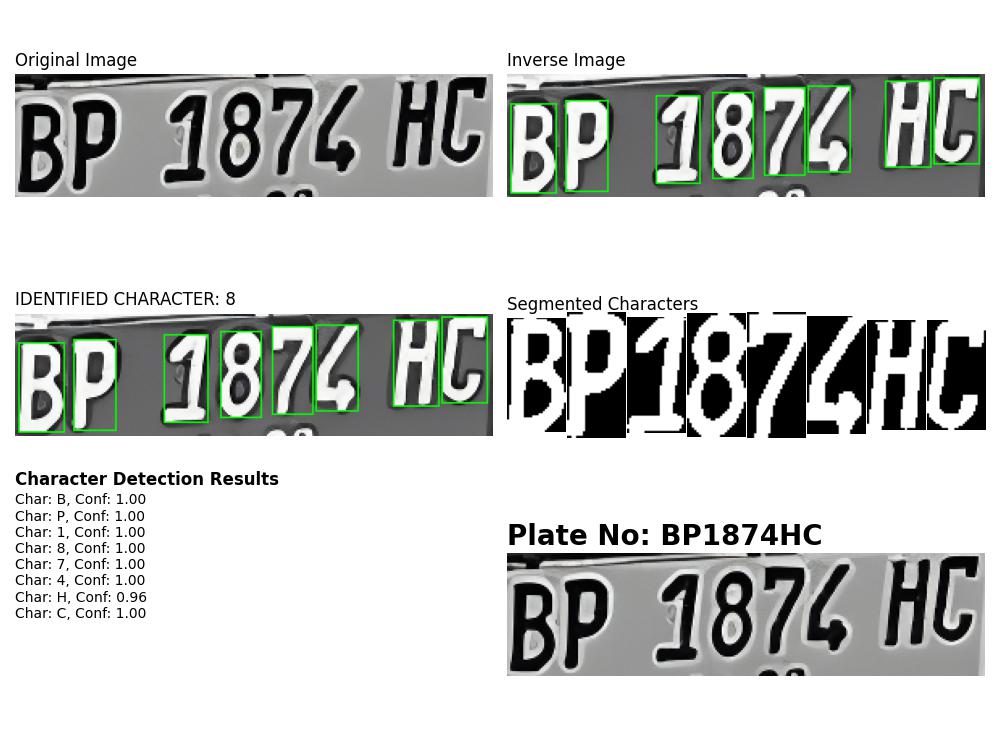 Original Image
BP 1874 HC
Inverse Image
BP 1874 HC
IDENTIFIED CHARACTER: 8
BP 1874 HC
Segmented Characters
BP1874HC
Character Detection Results
Char: B, Conf: 1.00
Char: P, Conf: 1.00
Char: 1, Conf: 1.00
Char: 8, Conf: 1.00
Char: 7, Conf: 1.00
Char: 4, Conf: 1.00
Char: H, Conf: 0.96
Char: C, Conf: 1.00
Plate No: BP1874HC
BP 1874 HC